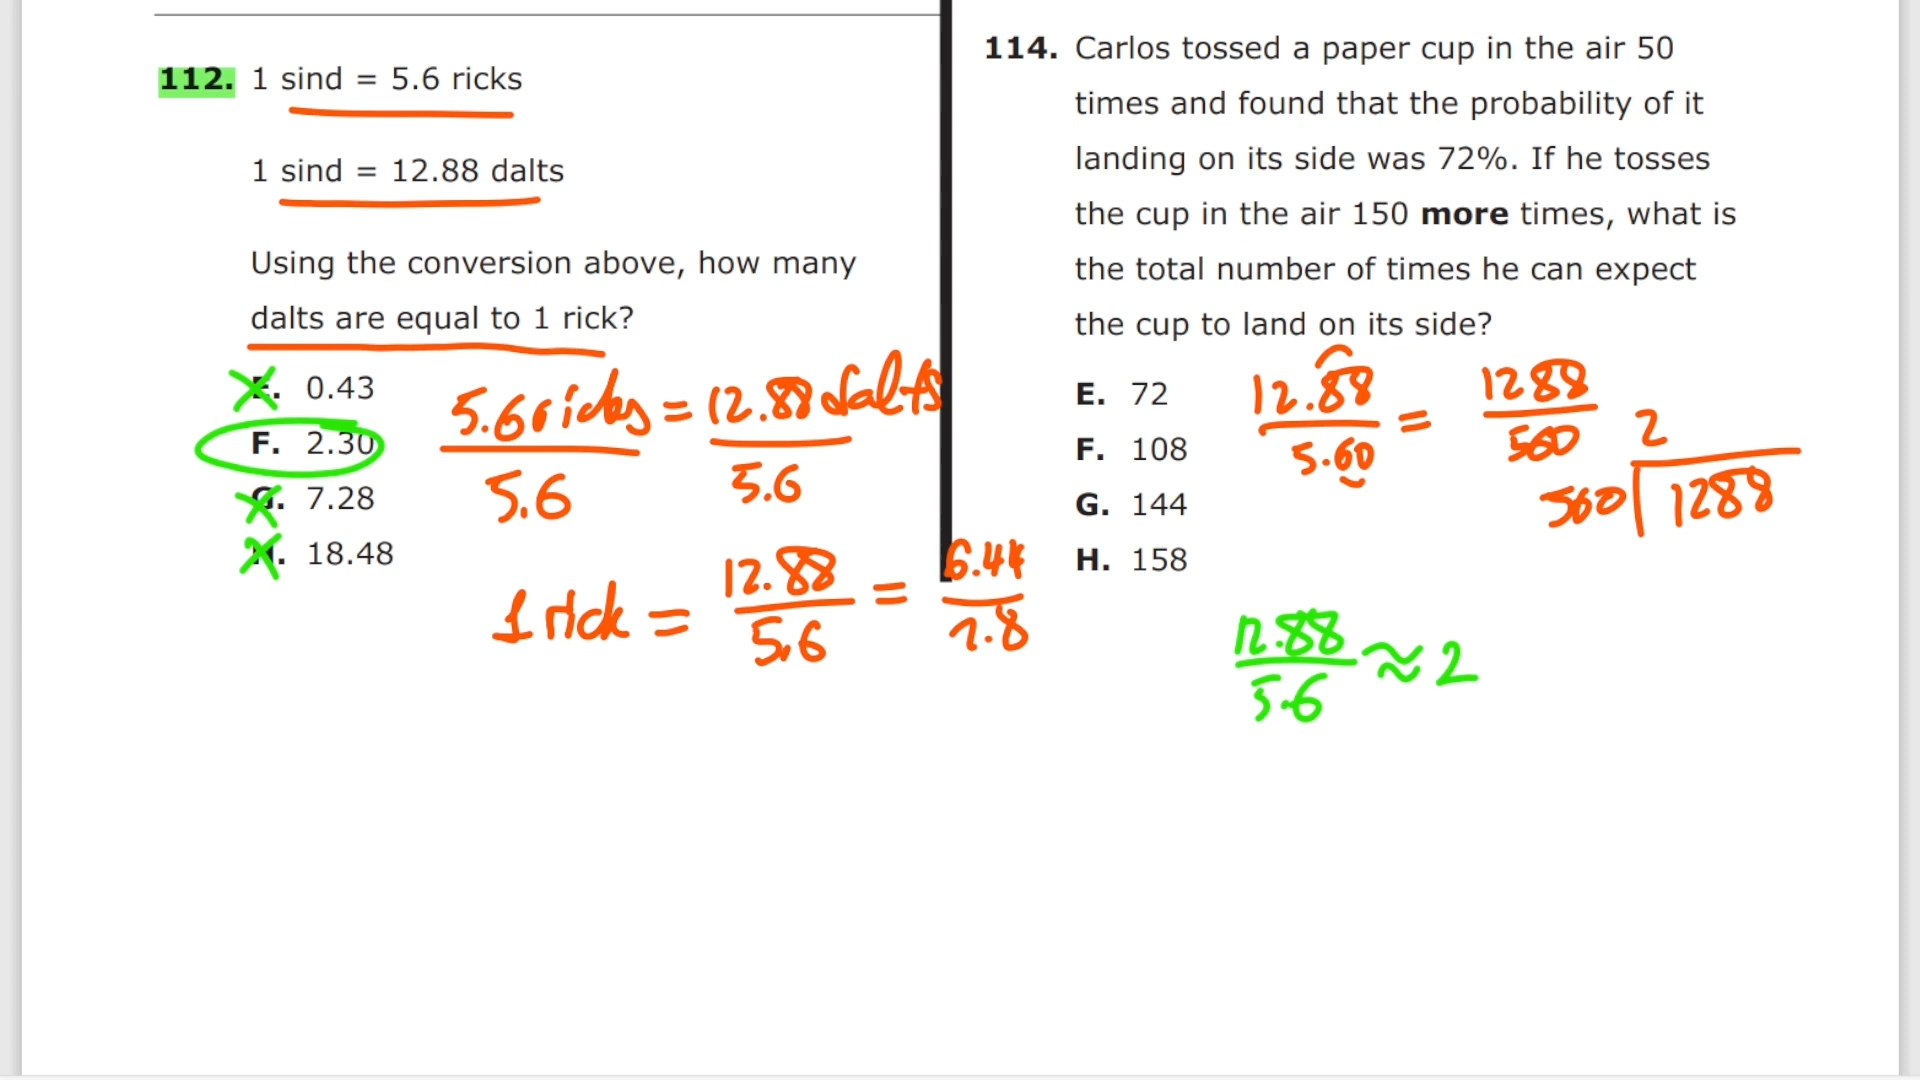 112. 1 sind = 5.6 ricks
1 sind = 12.88 dalts
Using the conversion above, how many
dalts are equal to 1 rick?
E. 0.43
F. 2.30
G. 7.28
H. 18.48
5.6 ricks = 12.88 dalts
5.6 5.6
1 rick = 12.88 = 6.44
5.6 2.8
114. Carlos tossed a paper cup in the air 50
times and found that the probability of it
landing on its side was 72%. If he tosses
the cup in the air 150 more times, what is
the total number of times he can expect
the cup to land on its side?
E. 72
F. 108
G. 144
H. 158
12.88 = 1288
5.60 560
2
560 1288
12.88 ≈ 2
5.6